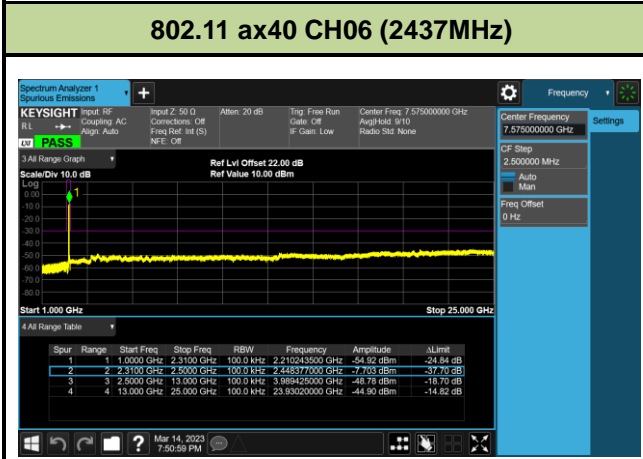 802.11 ax40 CH06 (2437MHz)
Spectrum Analyzer 1
Spurious Emissions
Frequency
KEYSIGHT
RL
LXI PASS
Input: RF
Coupling: AC
Align: Auto
Input Z: 50 Ω
Corrections: Off
Freq Ref: Int (S)
NFE: Off
Atten: 20 dB
Trig: Free Run
Gate: Off
IF Gain: Low
Center Freq: 7.575000000 GHz
Avg|Hold: 9/10
Radio Std: None
Center Frequency
7.575000000 GHz
Settings
CF Step
2.500000 MHz
Auto
Man
Freq Offset
0 Hz
3 All Range Graph
Scale/Div 10.0 dB
Ref Lvl Offset 22.00 dB
Ref Value 10.00 dBm
Log
1
0.00
-10.0
-20.0
-30.0
-40.0
-50.0
-60.0
-70.0
-80.0
Start 1.000 GHz
Stop 25.000 GHz
4 All Range Table
Spur Range Start Freq Stop Freq RBW Frequency Amplitude ΔLimit
1 1 1.0000 GHz 2.3100 GHz 100.0 kHz 2.210243500 GHz -54.92 dBm -24.84 dB
2 2 2.3100 GHz 2.5000 GHz 100.0 kHz 2.448377000 GHz -7.703 dBm -37.70 dB
3 3 2.5000 GHz 13.000 GHz 100.0 kHz 3.989425000 GHz -48.78 dBm -18.70 dB
4 4 13.000 GHz 25.000 GHz 100.0 kHz 23.93020000 GHz -44.90 dBm -14.82 dB
Mar 14, 2023
7:50:59 PM